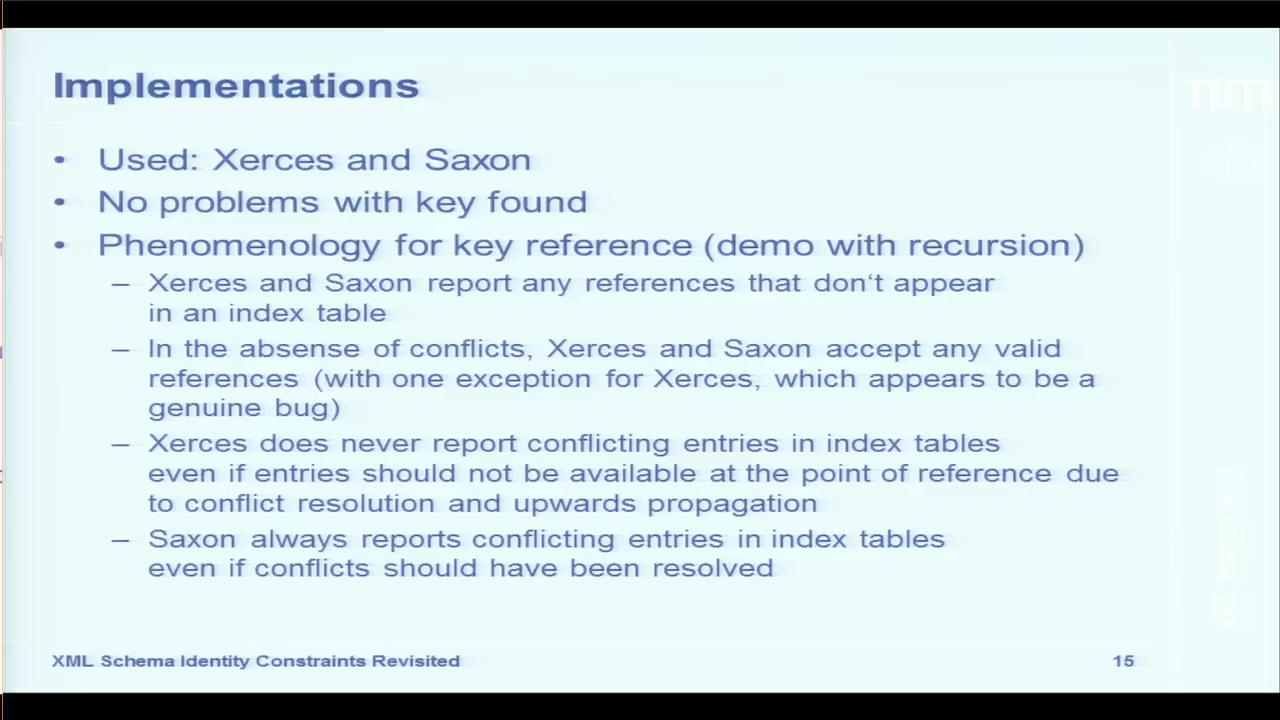 Implementations
• Used: Xerces and Saxon
• No problems with key found
• Phenomenology for key reference (demo with recursion)
– Xerces and Saxon report any references that don‘t appear
in an index table
– In the absense of conflicts, Xerces and Saxon accept any valid
references (with one exception for Xerces, which appears to be a
genuine bug)
– Xerces does never report conflicting entries in index tables
even if entries should not be available at the point of reference due
to conflict resolution and upwards propagation
– Saxon always reports conflicting entries in index tables
even if conflicts should have been resolved
XML Schema Identity Constraints Revisited
15